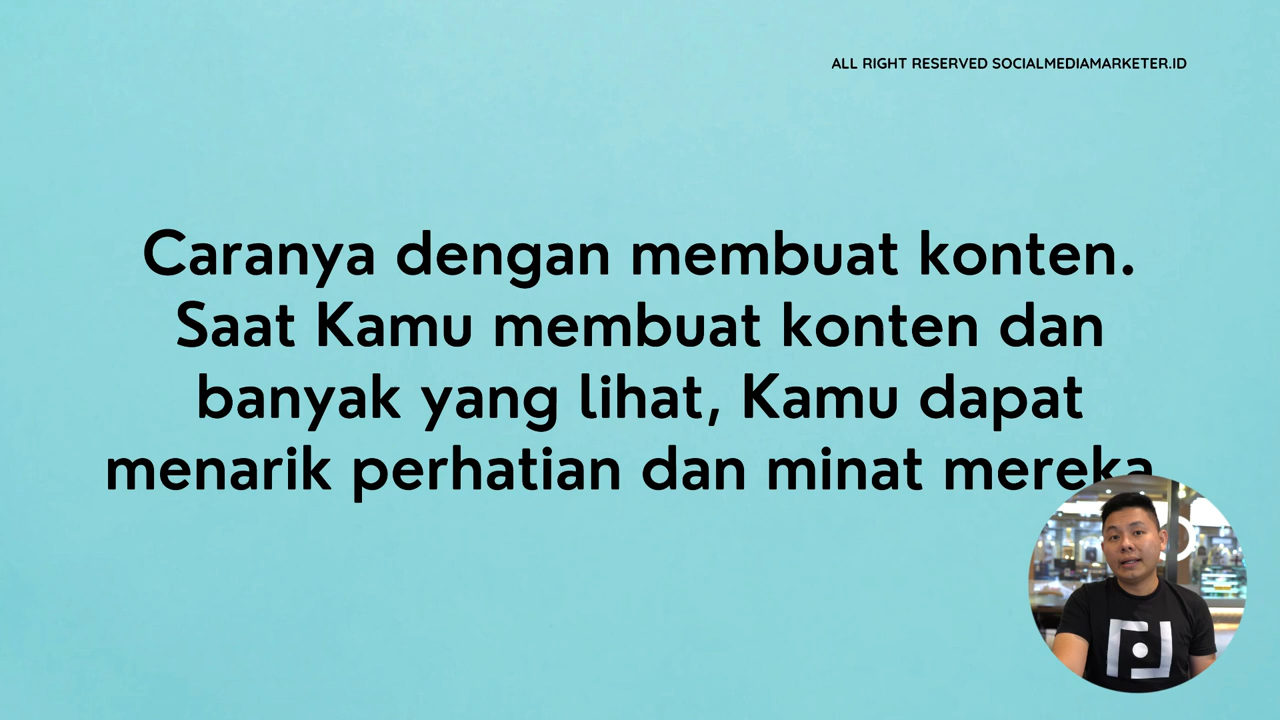 ALL RIGHT RESERVED SOCIALMEDIAMARKETER.ID
Caranya dengan membuat konten.
Saat Kamu membuat konten dan
banyak yang lihat, Kamu dapat
menarik perhatian dan minat mereka